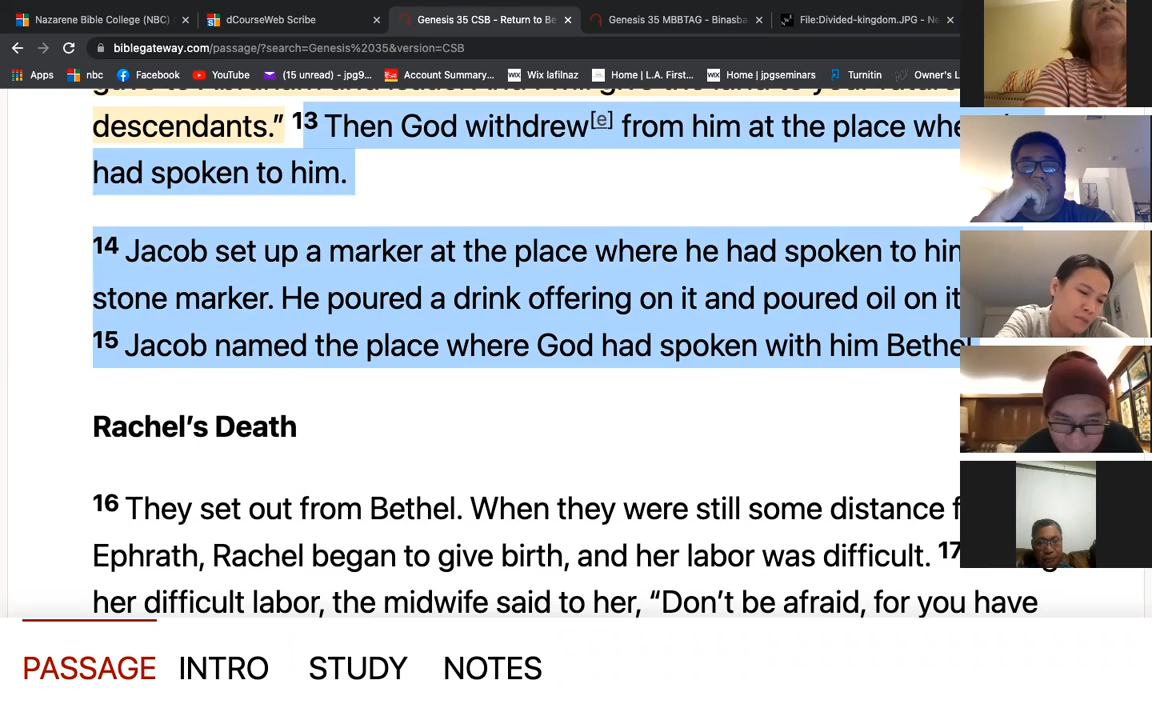 Nazarene Bible College (NBC)
dCourseWeb Scribe
Genesis 35 CSB - Return to Be
Genesis 35 MBBTAG - Binasba
File:Divided-kingdom.JPG - Ne
biblegateway.com/passage/?search=Genesis%2035&version=CSB
Apps nbc Facebook YouTube (15 unread) - jpg9... Account Summary... Wix lafilnaz Home | L.A. First... Home | jpgseminars Turnitin Owner's L
descendants.” 13 Then God withdrew[e] from him at the place
had spoken to him.
14 Jacob set up a marker at the place where he had spoken to
stone marker. He poured a drink offering on it and poured oil on it
15 Jacob named the place where God had spoken with him Bethel
Rachel’s Death
16 They set out from Bethel. When they were still some distance
Ephrath, Rachel began to give birth, and her labor was difficult. 17
her difficult labor, the midwife said to her, “Don’t be afraid, for you have
PASSAGE INTRO STUDY NOTES